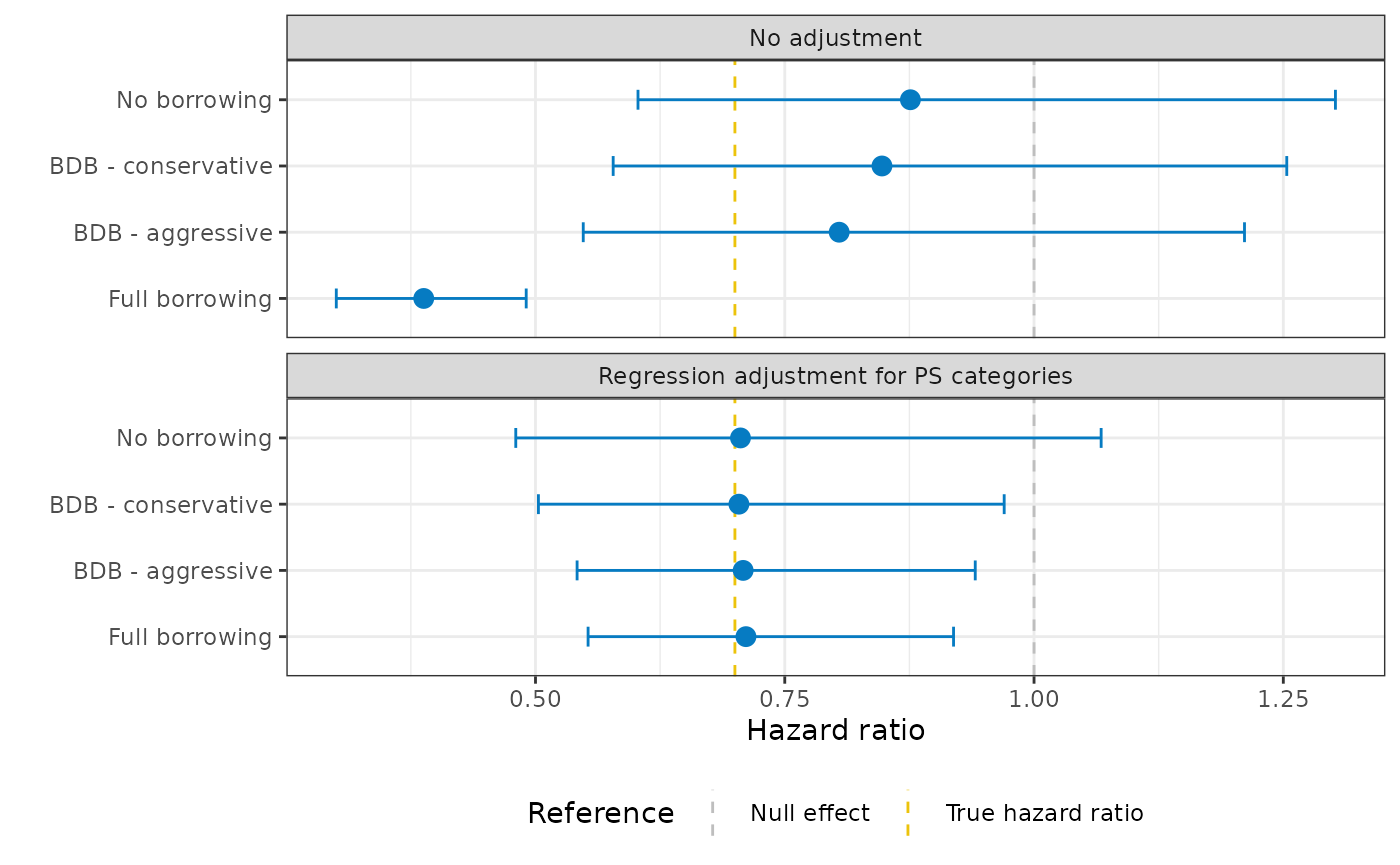 No adjustment
No borrowing
BDB - conservative
BDB - aggressive
Full borrowing
Regression adjustment for PS categories
No borrowing
BDB - conservative
BDB - aggressive
Full borrowing
0.50 0.75 1.00 1.25
Hazard ratio
Reference Null effect True hazard ratio